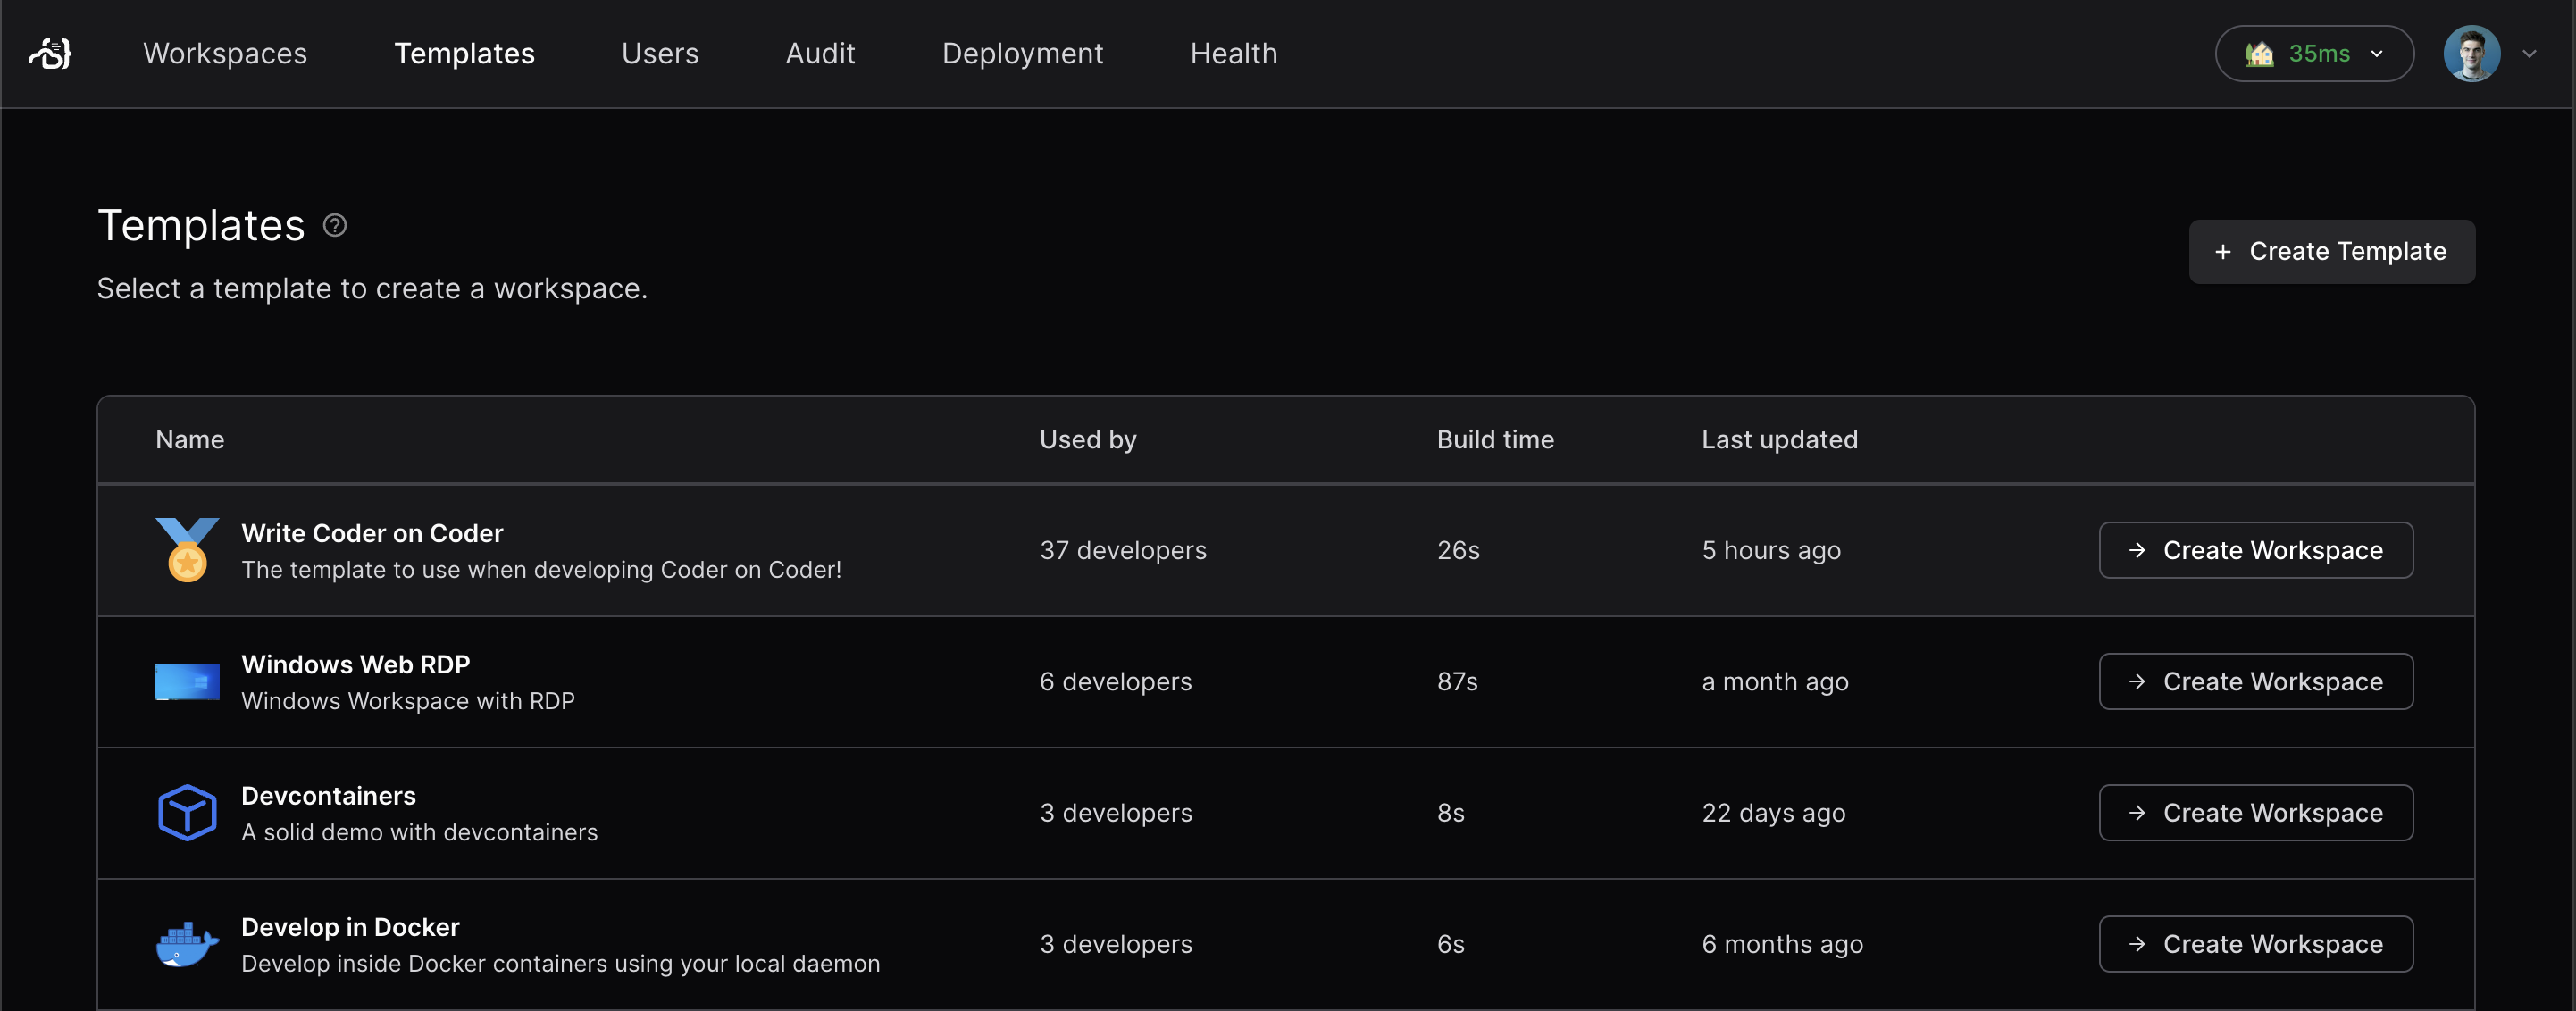 Workspaces Templates Users Audit Deployment Health 35ms
Templates
Select a template to create a workspace.
+ Create Template
Name Used by Build time Last updated
Write Coder on Coder
The template to use when developing Coder on Coder!
37 developers 26s 5 hours ago → Create Workspace
Windows Web RDP
Windows Workspace with RDP
6 developers 87s a month ago → Create Workspace
Devcontainers
A solid demo with devcontainers
3 developers 8s 22 days ago → Create Workspace
Develop in Docker
Develop inside Docker containers using your local daemon
3 developers 6s 6 months ago → Create Workspace